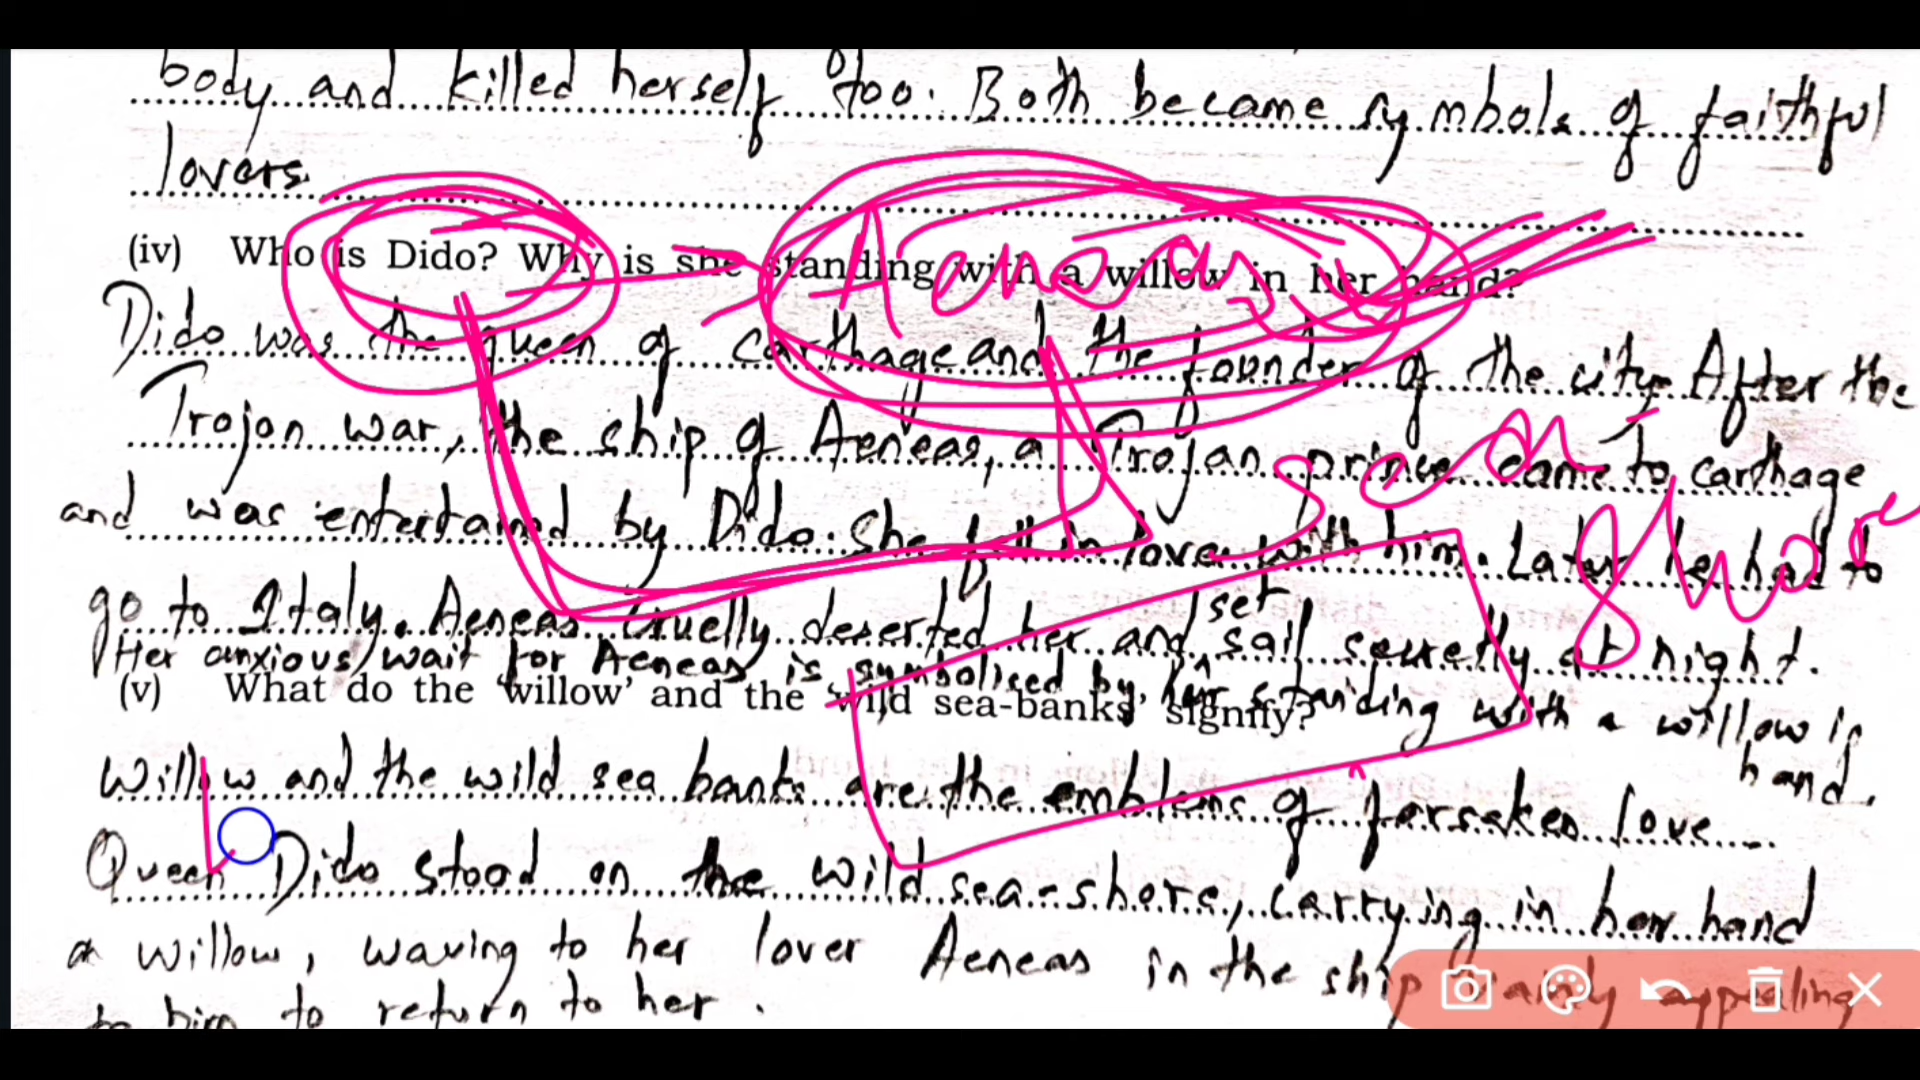 body and killed herself too. Both became symbols of faithful
lovers.
(iv) Who is Dido? Why is she standing with a willow in her hand?
Aeneas
Dido was the queen of carthage and the founder of the city. After the
Trojan war, the ship of Aeneas, a Trojan prince came to carthage
sea
and was entertained by Dido. She fell in love with him. Later he had to
shore
set
go to Italy. Aeneas cruelly deserted her and sail secretly at night.
Her anxious wait for Aeneas is symbolised by her standing with a willow in
hand.
(v) What do the 'willow' and the 'wild sea-banks' signify?
Willow and the wild sea banks are the emblems of forsaken love
Queen Dido stood on the wild sea-shore, carrying in her hand
a willow, waving to her lover Aeneas in the ship vainly appealing
to him to return to her.